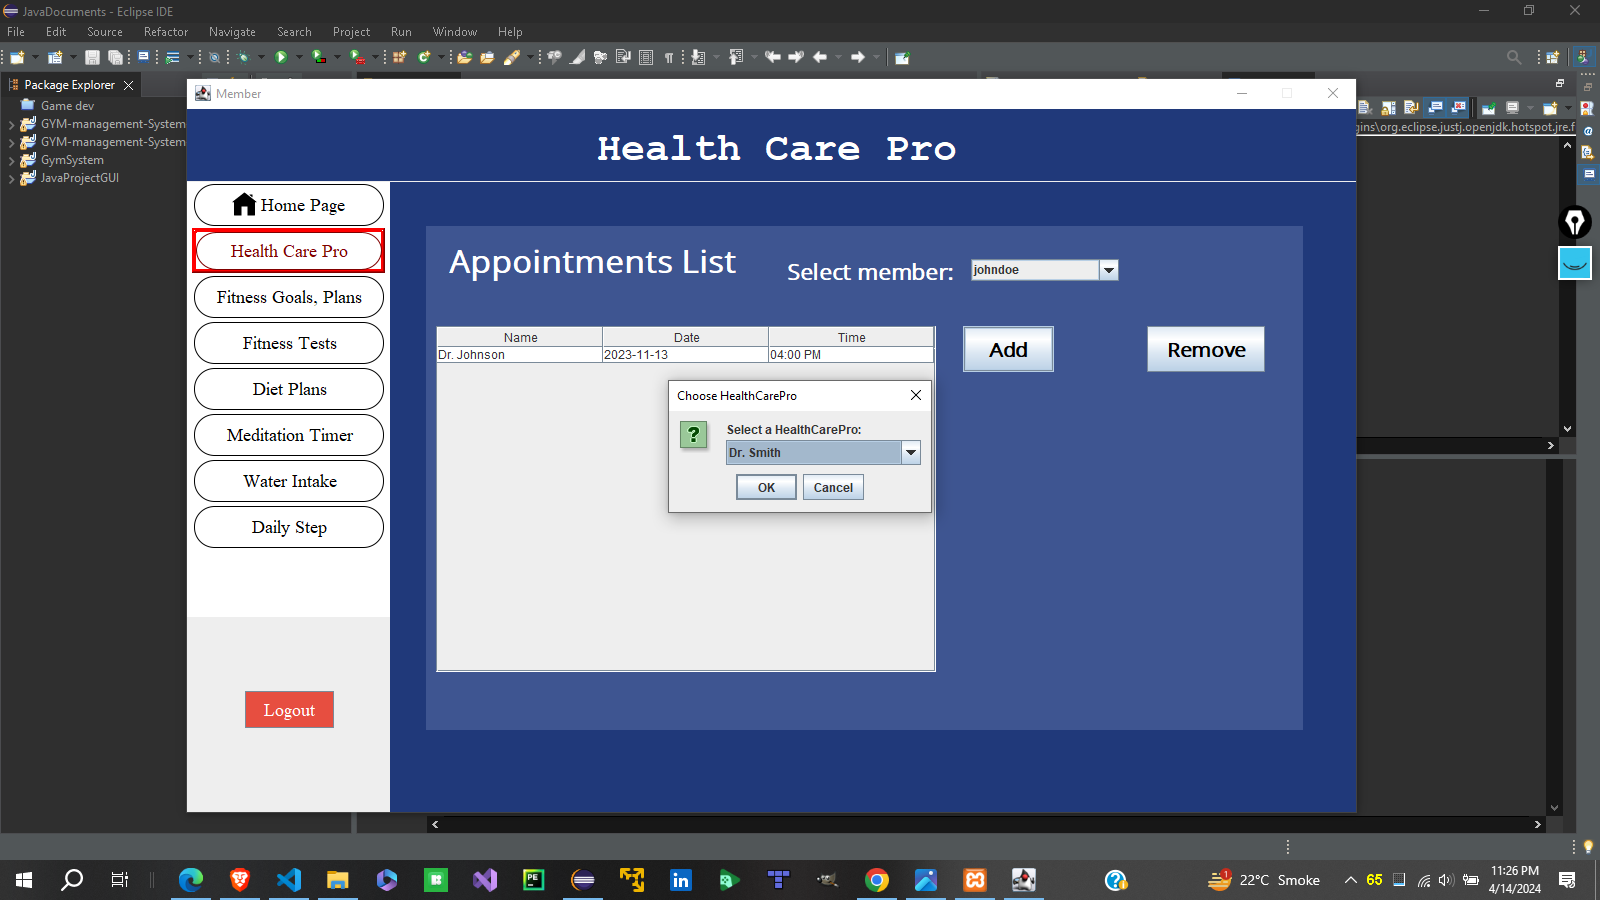 JavaDocuments - Eclipse IDE
File Edit Source Refactor Navigate Search Project Run Window Help
Package Explorer
Game dev
GYM-management-System
GYM-management-System
GymSystem
JavaProjectGUI
gins\org.eclipse.justj.openjdk.hotspot.jre.f
Member
Health Care Pro
Home Page
Health Care Pro
Fitness Goals, Plans
Fitness Tests
Diet Plans
Meditation Timer
Water Intake
Daily Step
Logout
Appointments List
Select member: johndoe
Name Date Time
Dr. Johnson 2023-11-13 04:00 PM
Add
Remove
Choose HealthCarePro
Select a HealthCarePro:
Dr. Smith
OK Cancel
22°C Smoke
65
11:26 PM
4/14/2024